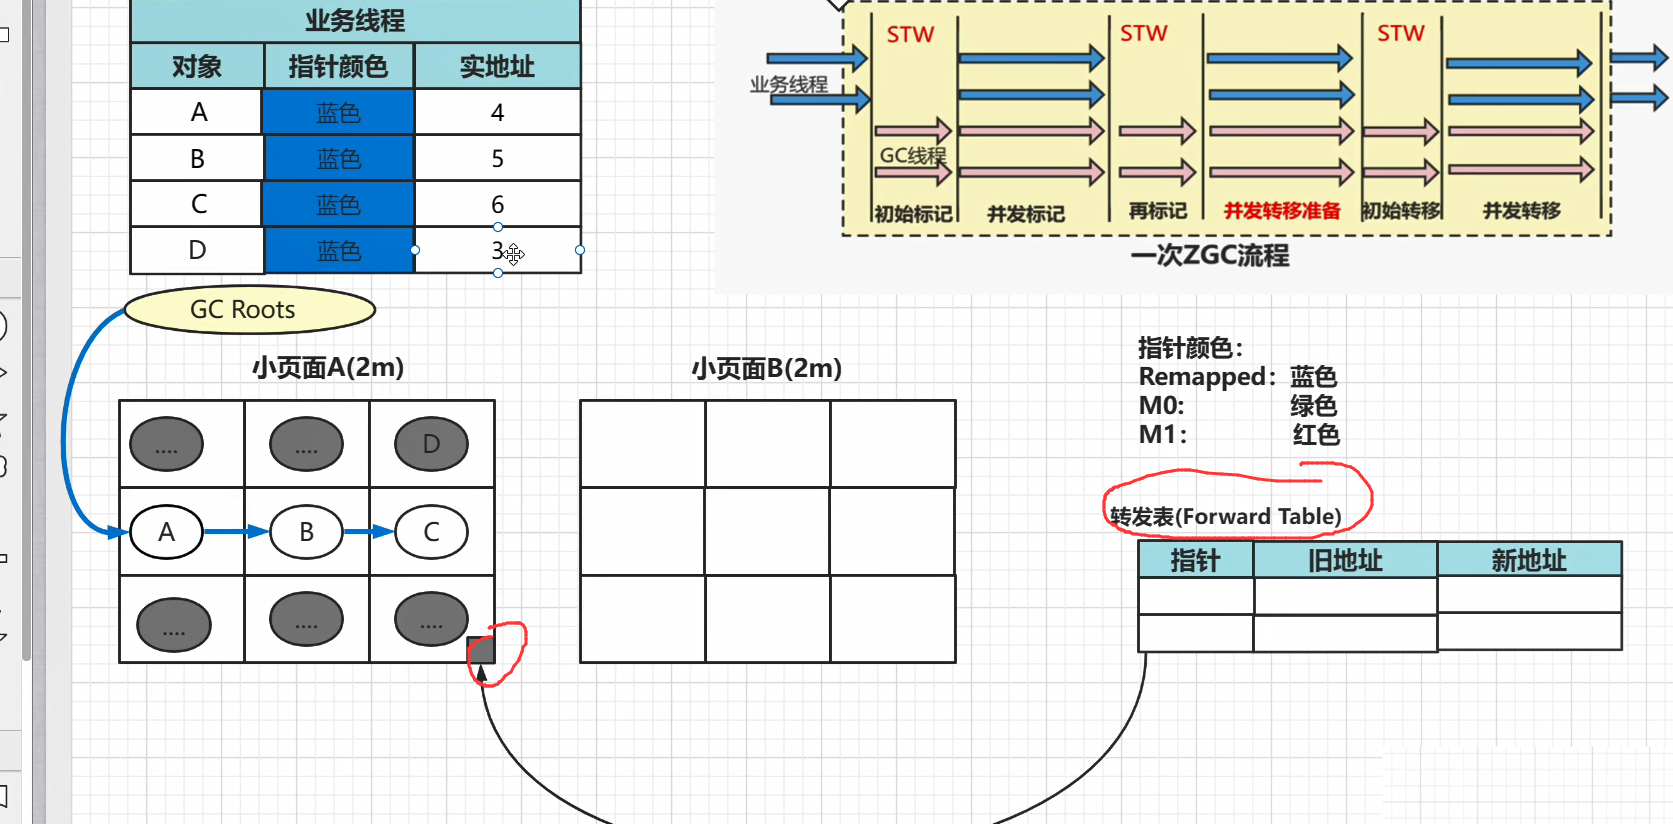 业务线程
对象 指针颜色 实地址
A 蓝色 4
B 蓝色 5
C 蓝色 6
D 蓝色 3
GC Roots
小页面A(2m)
.... .... D
A B C
.... .... ....
小页面B(2m)
STW STW STW
业务线程
GC线程
初始标记 并发标记 再标记 并发转移准备 初始转移 并发转移
一次ZGC流程
指针颜色：
Remapped：蓝色
M0: 绿色
M1： 红色
转发表(Forward Table)
指针 旧地址 新地址